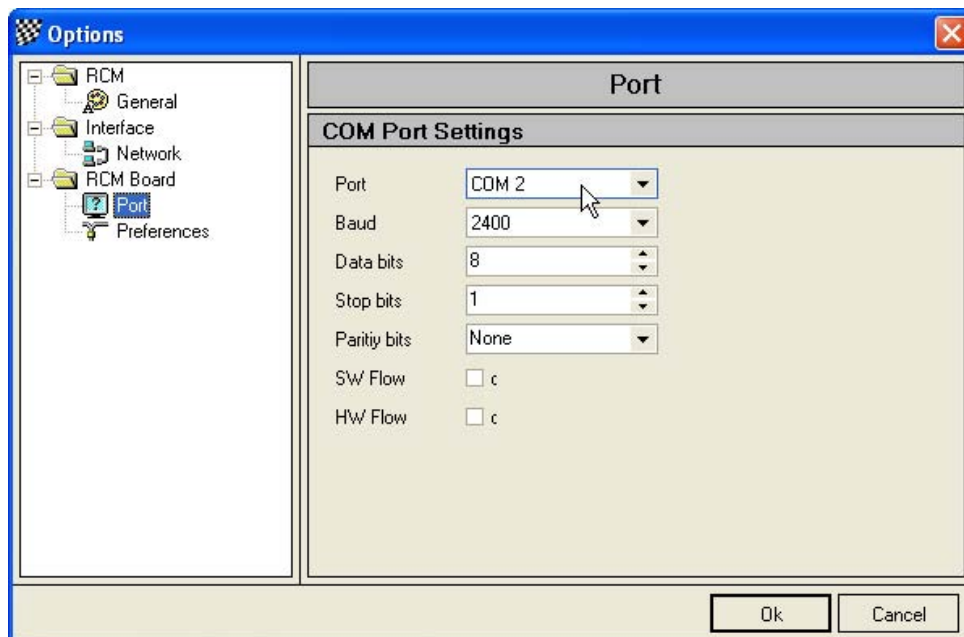 Options
RCM
General
Interface
Network
RCM Board
Port
Preferences
Port
COM Port Settings
Port COM 2
Baud 2400
Data bits 8
Stop bits 1
Paritiy bits None
SW Flow c
HW Flow c
Ok Cancel